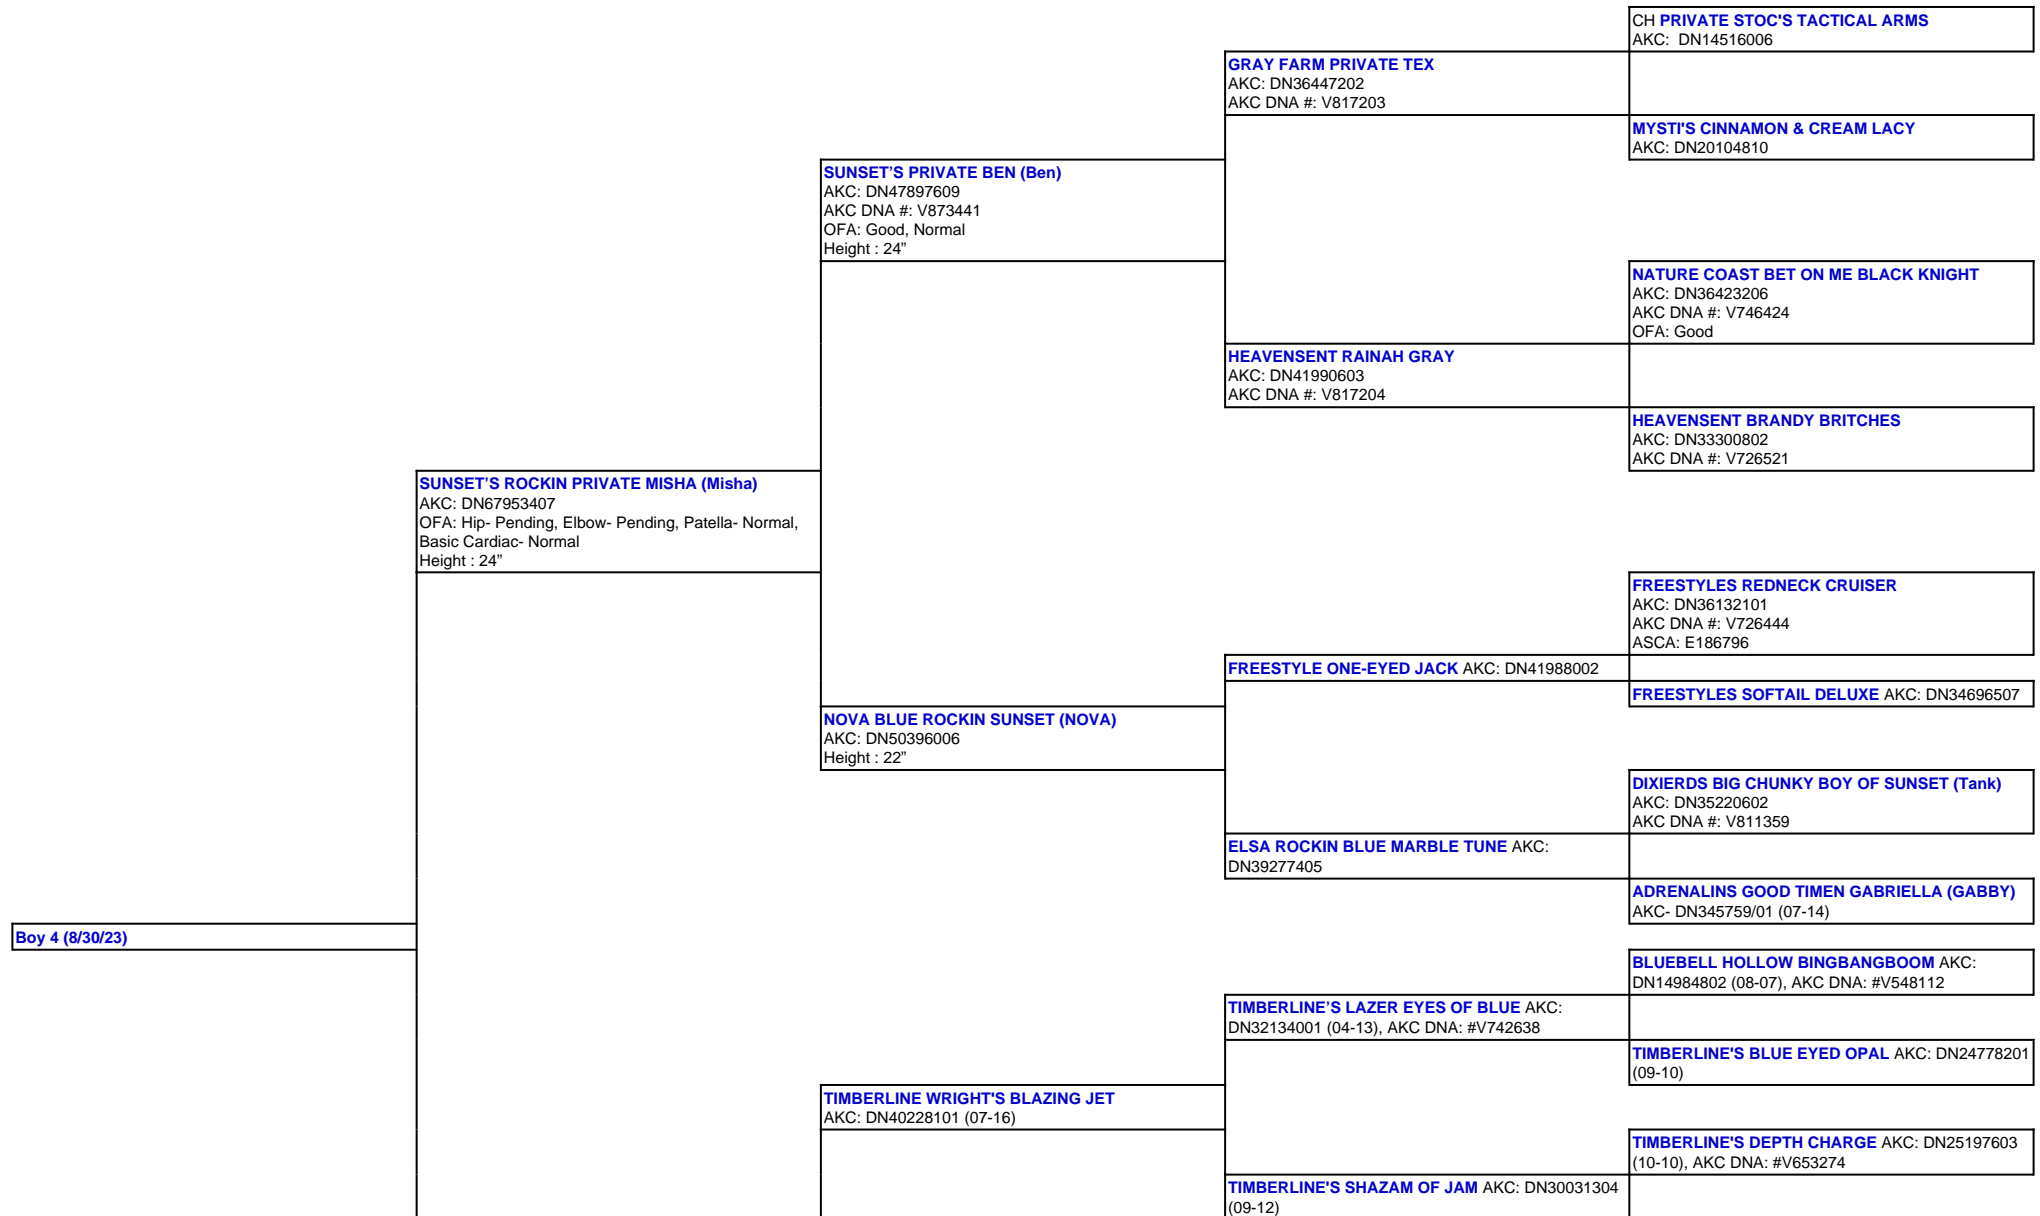 CH PRIVATE STOC'S TACTICAL ARMS
AKC:  DN14516006
GRAY FARM PRIVATE TEX
AKC: DN36447202
AKC DNA #: V817203
MYSTI'S CINNAMON & CREAM LACY
AKC: DN20104810
SUNSET’S PRIVATE BEN (Ben)
AKC: DN47897609
AKC DNA #: V873441
OFA: Good, Normal
Height : 24”
NATURE COAST BET ON ME BLACK KNIGHT
AKC: DN36423206
AKC DNA #: V746424
OFA: Good
HEAVENSENT RAINAH GRAY
AKC: DN41990603
AKC DNA #: V817204
HEAVENSENT BRANDY BRITCHES
AKC: DN33300802
AKC DNA #: V726521
SUNSET’S ROCKIN PRIVATE MISHA (Misha)
AKC: DN67953407
OFA: Hip- Pending, Elbow- Pending, Patella- Normal,
Basic Cardiac- Normal
Height : 24”
FREESTYLES REDNECK CRUISER
AKC: DN36132101
AKC DNA #: V726444
ASCA: E186796
FREESTYLE ONE-EYED JACK AKC: DN41988002
FREESTYLES SOFTAIL DELUXE AKC: DN34696507
NOVA BLUE ROCKIN SUNSET (NOVA)
AKC: DN50396006
Height : 22”
DIXIERDS BIG CHUNKY BOY OF SUNSET (Tank)
AKC: DN35220602
AKC DNA #: V811359
ELSA ROCKIN BLUE MARBLE TUNE AKC:
DN39277405
ADRENALINS GOOD TIMEN GABRIELLA (GABBY)
AKC- DN345759/01 (07-14)
Boy 4 (8/30/23)
BLUEBELL HOLLOW BINGBANGBOOM AKC:
DN14984802 (08-07), AKC DNA: #V548112
TIMBERLINE’S LAZER EYES OF BLUE AKC:
DN32134001 (04-13), AKC DNA: #V742638
TIMBERLINE'S BLUE EYED OPAL AKC: DN24778201
(09-10)
TIMBERLINE WRIGHT'S BLAZING JET
AKC: DN40228101 (07-16)
TIMBERLINE'S DEPTH CHARGE AKC: DN25197603
(10-10), AKC DNA: #V653274
TIMBERLINE'S SHAZAM OF JAM AKC: DN30031304
(09-12)